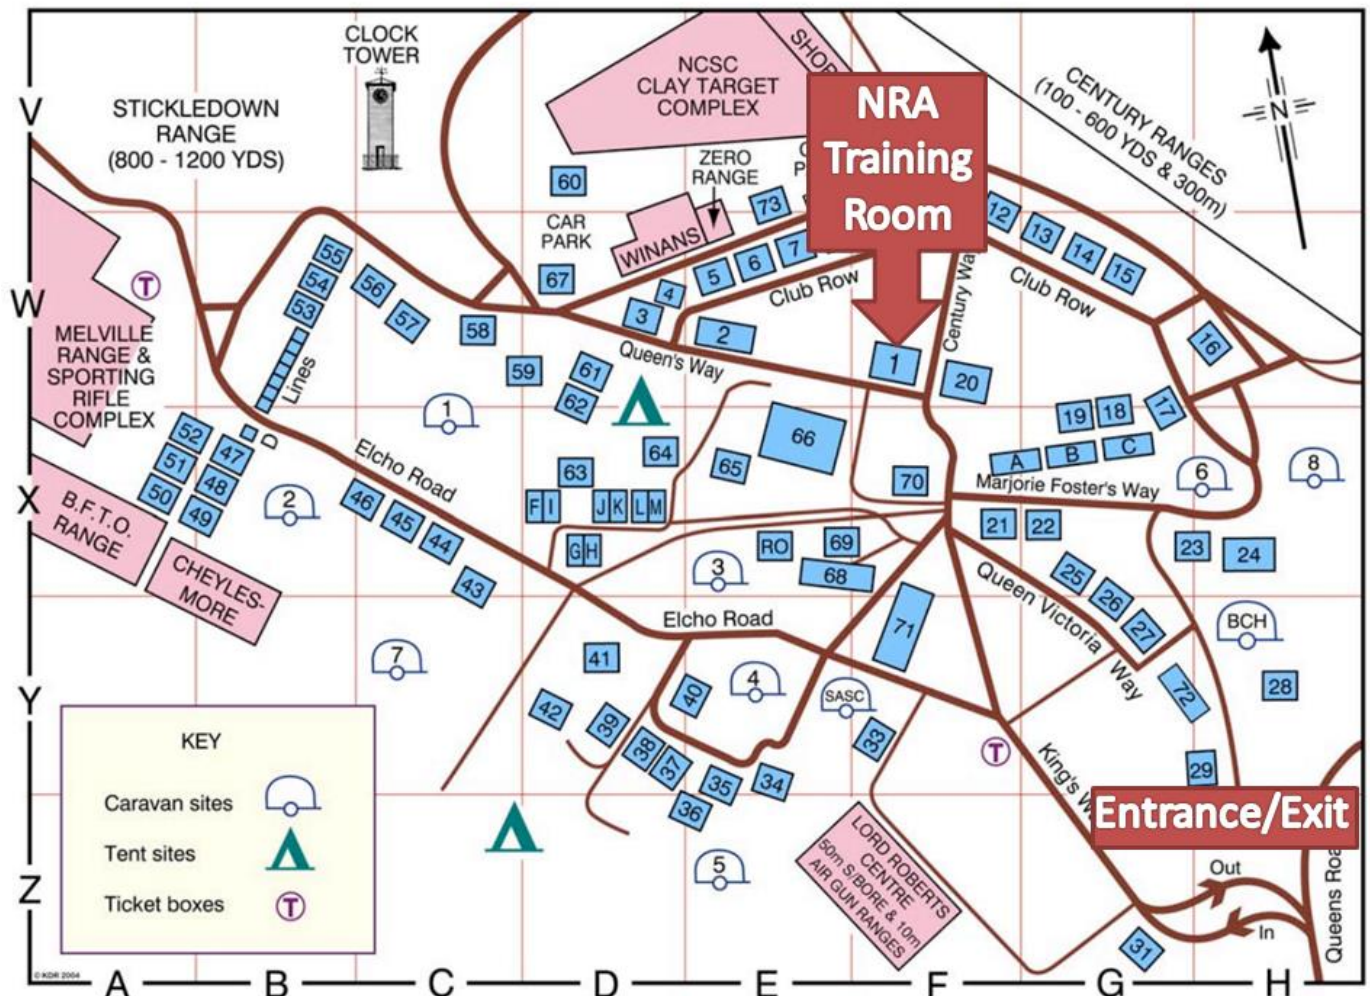 CLOCK
TOWER
STICKLEDOWN
RANGE
(800 - 1200 YDS)
NCSC
CLAY TARGET
COMPLEX
CENTURY RANGES
(100 - 600 YDS & 300m)
N
NRA
Training
Room
ZERO
RANGE
WINANS
CAR
PARK
60
67
73
12
13
14
15
16
55
54
53
56
57
58
59
61
62
3
4
5
6
7
2
1
20
Club Row
Club Row
Century Wa
Queen's Way
Lines
D
T
MELVILLE
RANGE &
SPORTING
RIFLE
COMPLEX
B.F.T.O.
RANGE
CHEYLES-
MORE
52
51
50
47
48
49
1
2
Elcho Road
46
45
44
43
63
64
65
66
70
F I
J K
L M
G H
RO
69
68
71
3
19
18
17
A
B
C
Marjorie Foster's Way
6
8
21
22
23
24
25
26
27
Queen Victoria
Way
BCH
28
72
29
7
Elcho Road
41
42
40
39
38
37
36
35
34
33
4
SASC
5
T
King's W
Entrance/Exit
LORD ROBERTS
CENTRE
50m S/BORE & 10m
AIR GUN RANGES
Out
In
31
Queens Roa
KEY
Caravan sites
Tent sites
Ticket boxes
T
© KDR 2004
V
W
X
Y
Z
A
B
C
D
E
F
G
H